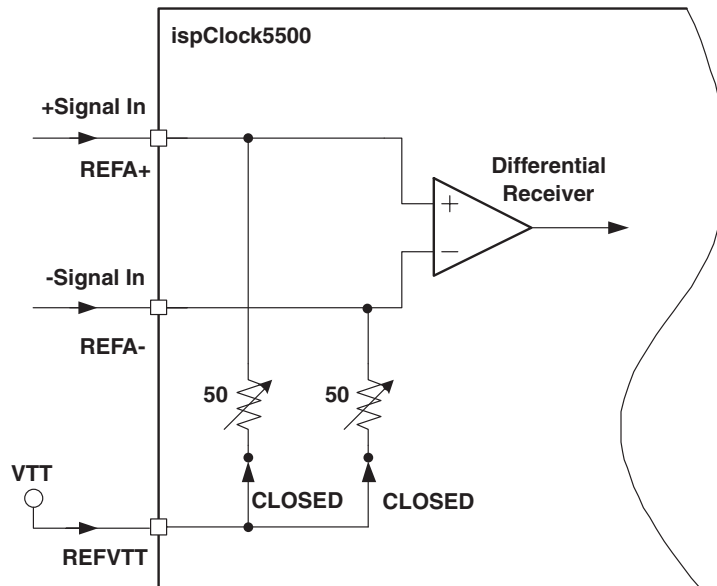 ispClock5500
+Signal In
REFA+
Differential
Receiver
+
−
-Signal In
REFA-
50
50
VTT
CLOSED
CLOSED
REFVTT